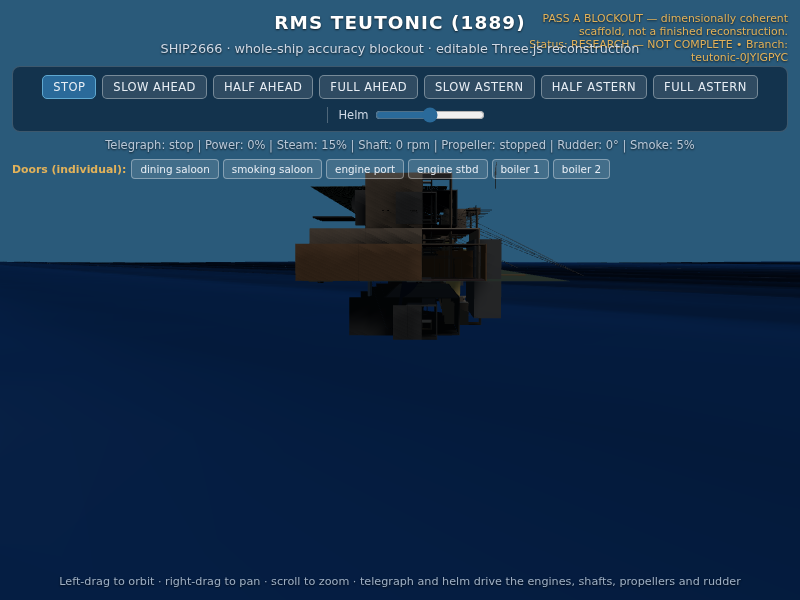 RMS TEUTONIC (1889)
SHIP2666 · whole-ship accuracy blockout · editable Three.js reconstruction
PASS A BLOCKOUT — dimensionally coherent
scaffold, not a finished reconstruction.
Status: RESEARCH — NOT COMPLETE • Branch:
teutonic-0JYIGPYC
STOP
SLOW AHEAD
HALF AHEAD
FULL AHEAD
SLOW ASTERN
HALF ASTERN
FULL ASTERN
Helm
Telegraph: stop | Power: 0% | Steam: 15% | Shaft: 0 rpm | Propeller: stopped | Rudder: 0° | Smoke: 5%
Doors (individual):
dining saloon
smoking saloon
engine port
engine stbd
boiler 1
boiler 2
Left-drag to orbit · right-drag to pan · scroll to zoom · telegraph and helm drive the engines, shafts, propellers and rudder